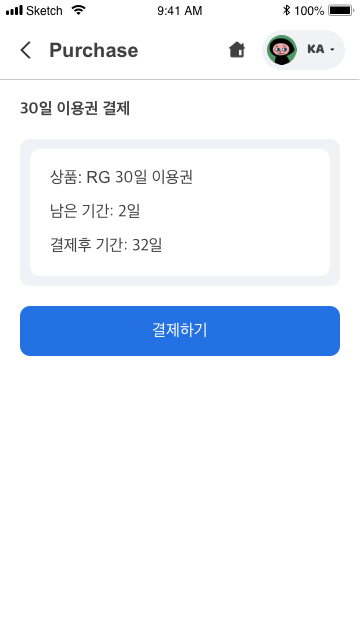 Sketch 9:41 AM 100%
Purchase KA
30일 이용권 결제
상품: RG 30일 이용권
남은 기간: 2일
결제후 기간: 32일
결제하기